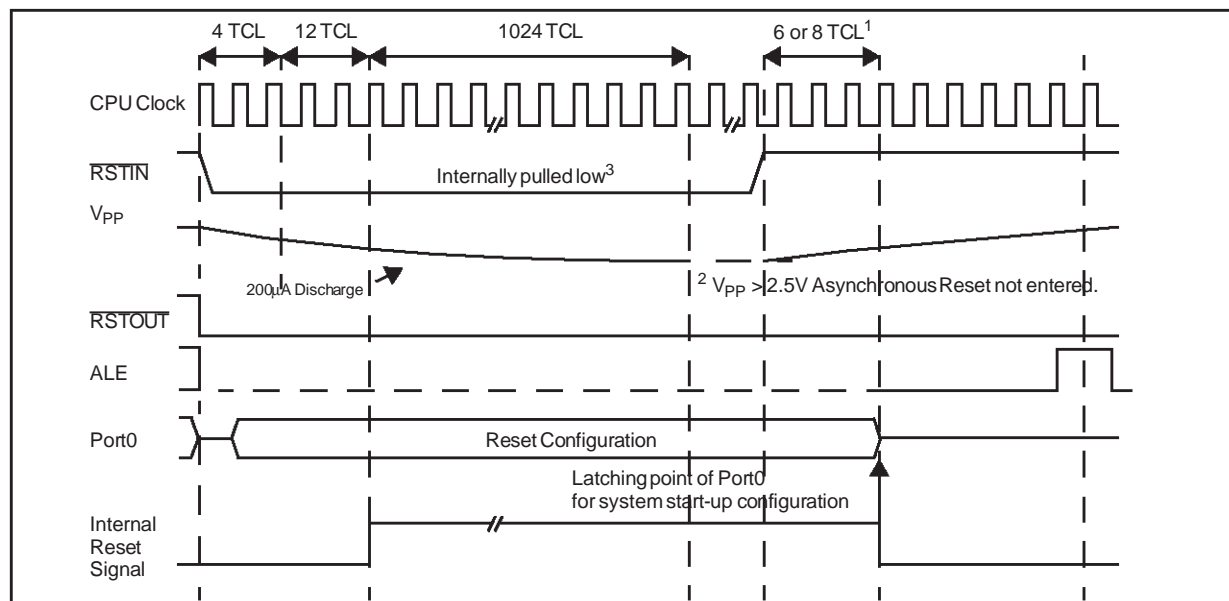 4 TCL 12 TCL 1024 TCL 6 or 8 TCL¹
CPU Clock
RSTIN
Internally pulled low³
VPP
200µA Discharge
² VPP > 2.5V Asynchronous Reset not entered.
RSTOUT
ALE
Port0
Reset Configuration
Latching point of Port0
for system start-up configuration
Internal
Reset
Signal